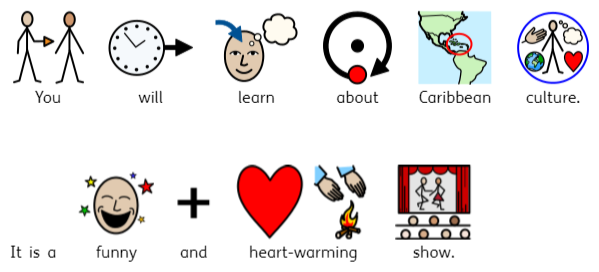 You will learn about Caribbean culture.
It is a funny and heart-warming show.